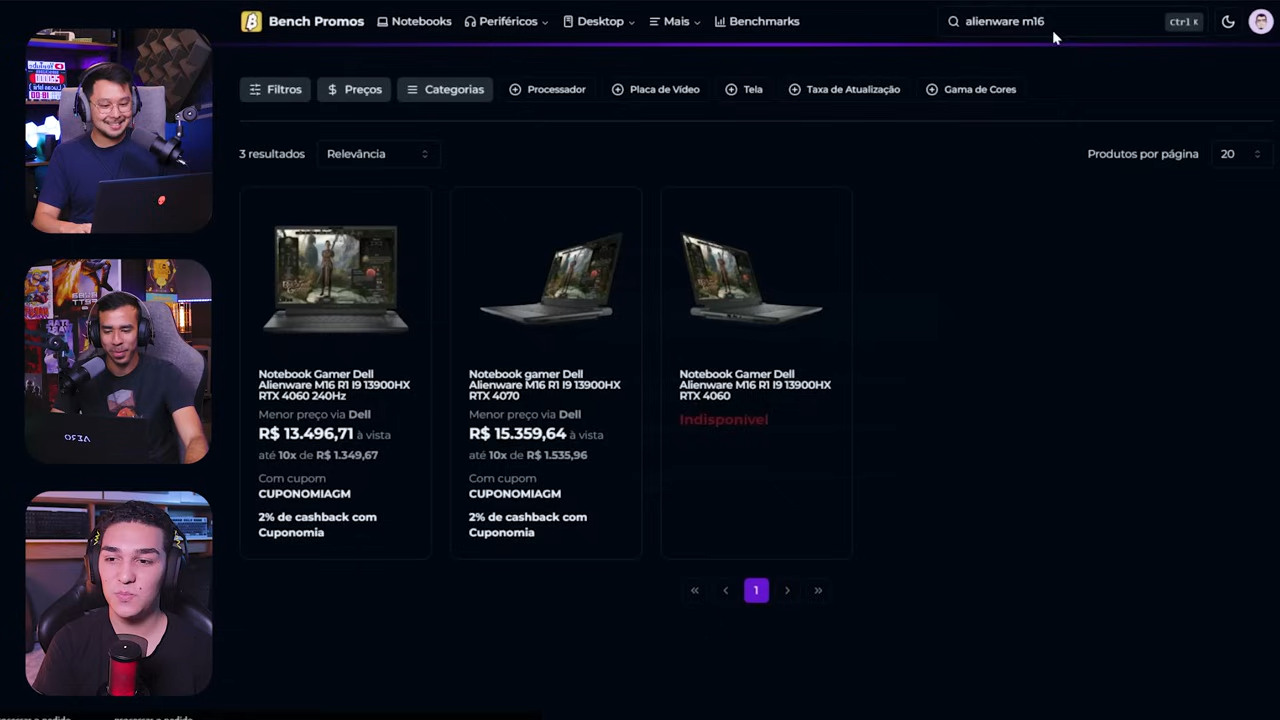 Bench Promos
Notebooks
Periféricos
Desktop
Mais
Benchmarks
alienware m16
Ctrl K
Filtros
Preços
Categorias
Processador
Placa de Vídeo
Tela
Taxa de Atualização
Gama de Cores
3 resultados
Relevância
Produtos por página
20
Notebook Gamer Dell
Alienware M16 R1 I9 13900HX
RTX 4060 240Hz
Menor preço via Dell
R$ 13.496,71 à vista
até 10x de R$ 1.349,67
Com cupom
CUPONOMIAGM
2% de cashback com
Cuponomia
Notebook gamer Dell
Alienware M16 R1 I9 13900HX
RTX 4070
Menor preço via Dell
R$ 15.359,64 à vista
até 10x de R$ 1.535,96
Com cupom
CUPONOMIAGM
2% de cashback com
Cuponomia
Notebook Gamer Dell
Alienware M16 R1 I9 13900HX
RTX 4060
Indisponível
« ‹ 1 › »
AERO